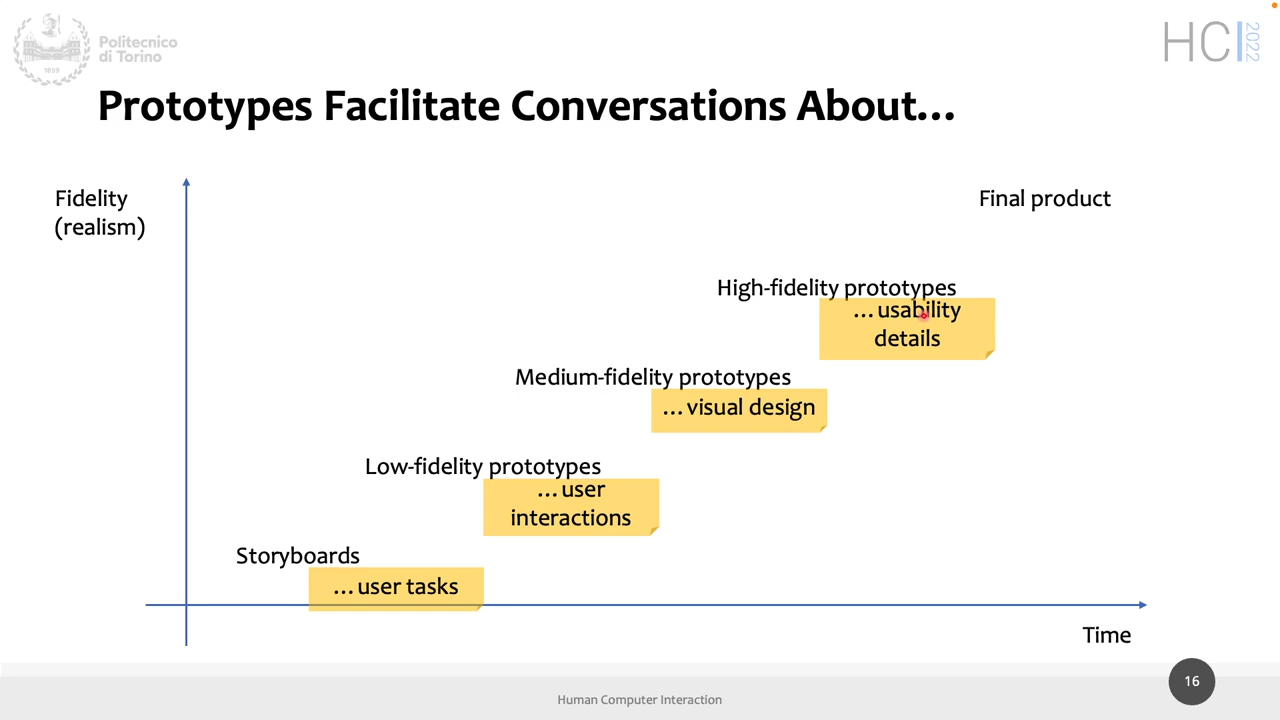 Politecnico
di Torino
1859
HCI 2022
Prototypes Facilitate Conversations About…
Fidelity
(realism)
Final product
High-fidelity prototypes
…usability
details
Medium-fidelity prototypes
…visual design
Low-fidelity prototypes
…user
interactions
Storyboards
…user tasks
Time
16
Human Computer Interaction